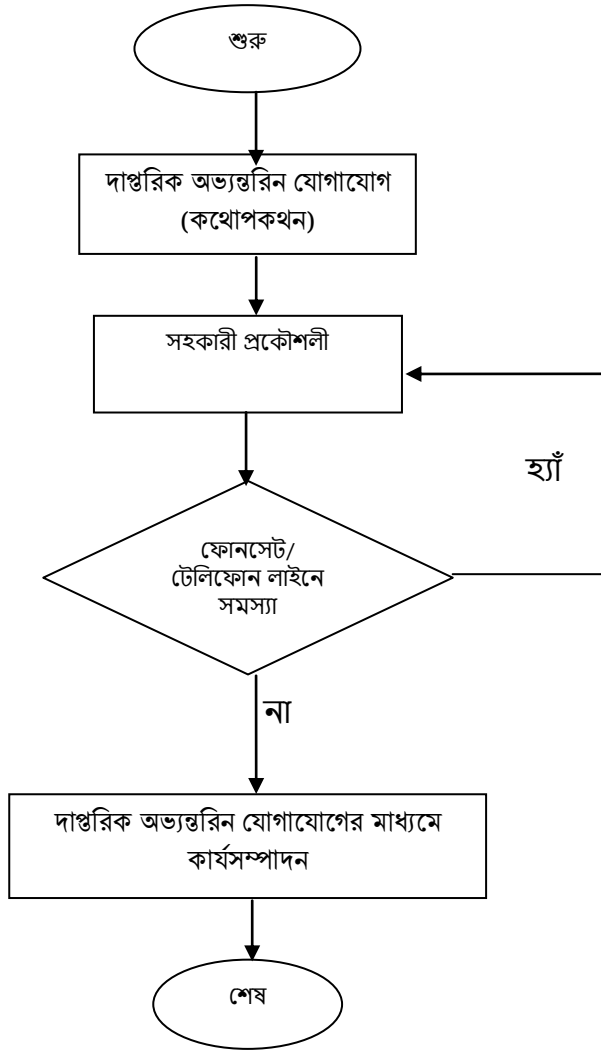 শুরু
দাপ্তরিক অভ্যন্তরিন যোগাযোগ
(কথোপকথন)
সহকারী প্রকৌশলী
হ্যাঁ
ফোনসেট/
টেলিফোন লাইনে
সমস্যা
না
দাপ্তরিক অভ্যন্তরিন যোগাযোগের মাধ্যমে
কার্যসম্পাদন
শেষ